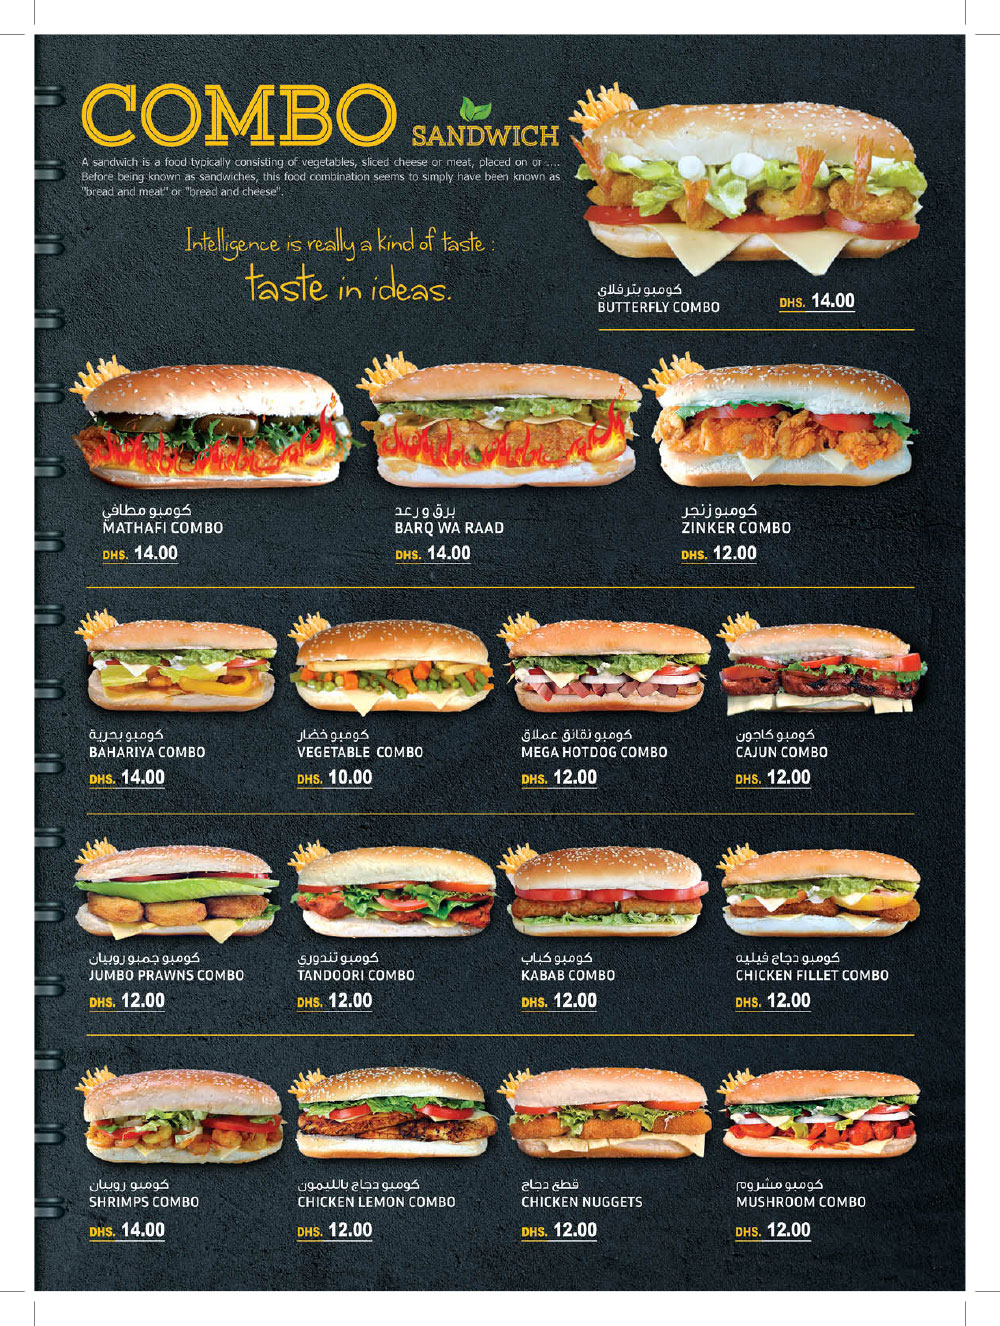 COMBO
SANDWICH
A sandwich is a food typically consisting of vegetables, sliced cheese or meat, placed on or ....
Before being known as sandwiches, this food combination seems to simply have been known as
"bread and meat" or "bread and cheese".
Intelligence is really a kind of taste :
taste in ideas.
كومبو بترفلاي
BUTTERFLY COMBO
DHS. 14.00
كومبو مطافي
MATHAFI COMBO
DHS. 14.00
برق و رعد
BARQ WA RAAD
DHS. 14.00
كومبو زنجر
ZINKER COMBO
DHS. 12.00
كومبو بحرية
BAHARIYA COMBO
DHS. 14.00
كومبو خضار
VEGETABLE COMBO
DHS. 10.00
كومبو نقانق عملاق
MEGA HOTDOG COMBO
DHS. 12.00
كومبو كاجون
CAJUN COMBO
DHS. 12.00
كومبو جمبو روبيان
JUMBO PRAWNS COMBO
DHS. 12.00
كومبو تندوري
TANDOORI COMBO
DHS. 12.00
كومبو كباب
KABAB COMBO
DHS. 12.00
كومبو دجاج فيليه
CHICKEN FILLET COMBO
DHS. 12.00
كومبو روبيان
SHRIMPS COMBO
DHS. 14.00
كومبو دجاج بالليمون
CHICKEN LEMON COMBO
DHS. 12.00
قطع دجاج
CHICKEN NUGGETS
DHS. 12.00
كومبو مشروم
MUSHROOM COMBO
DHS. 12.00